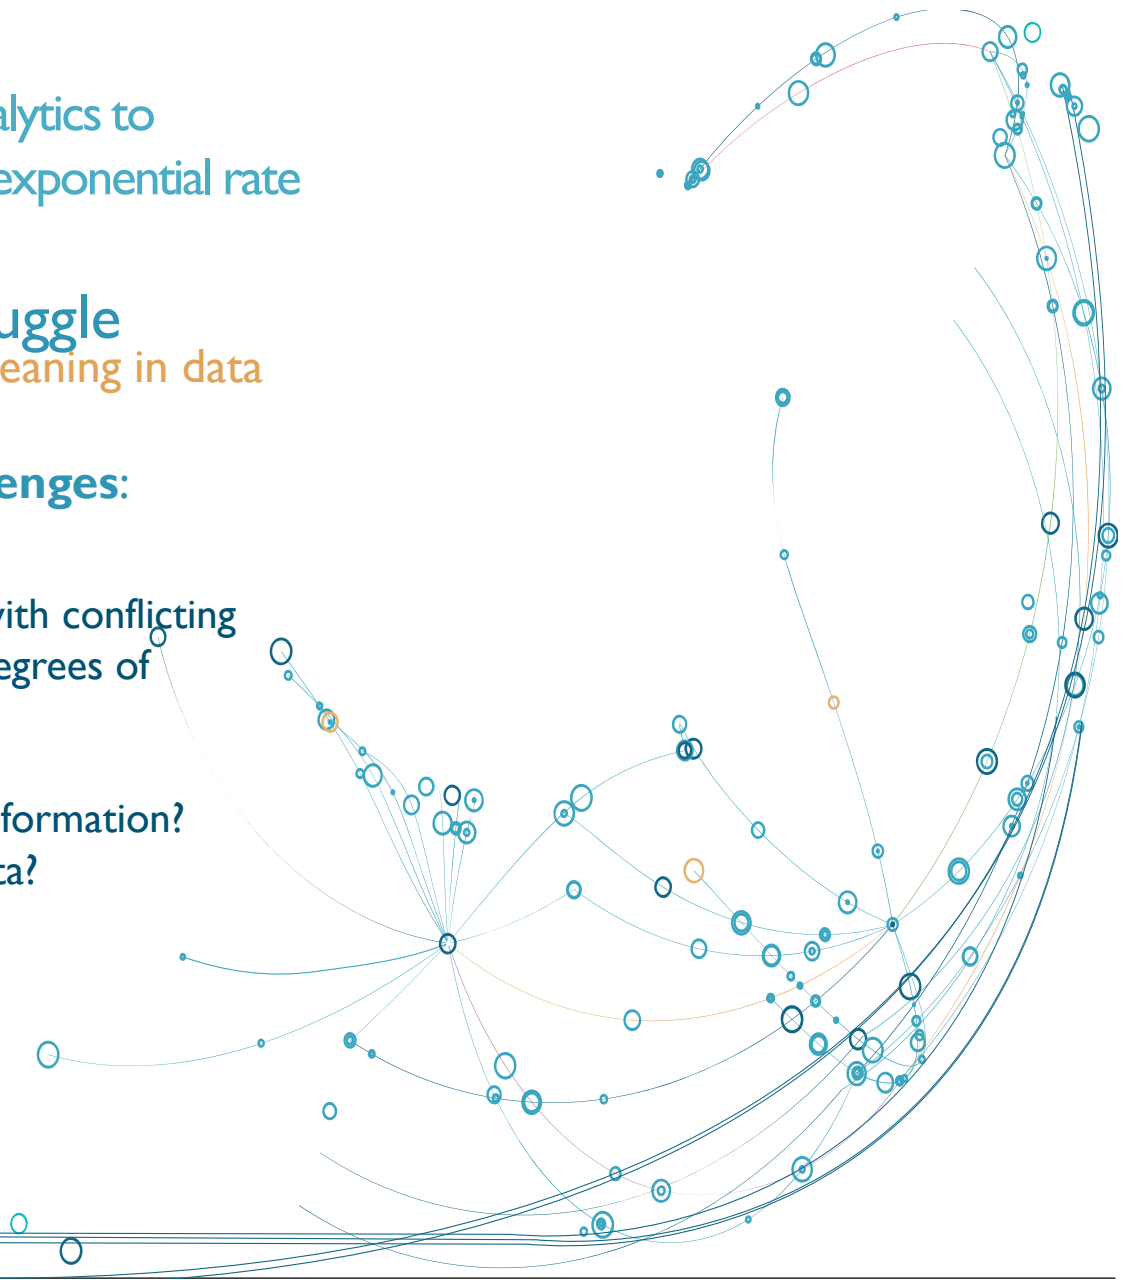 alytics to
exponential rate
uggle
eaning in data
enges:
vith conflicting
egrees of
formation?
ta?